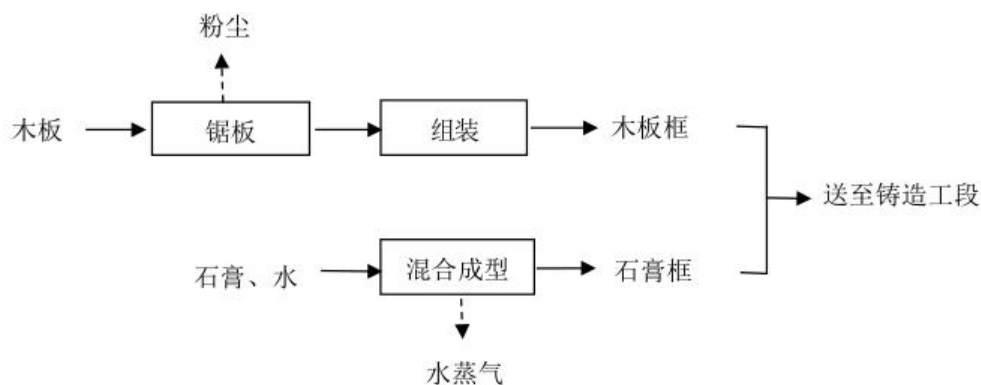 粉尘
木板
锯板
组装
木板框
送至铸造工段
石膏、水
混合成型
石膏框
水蒸气